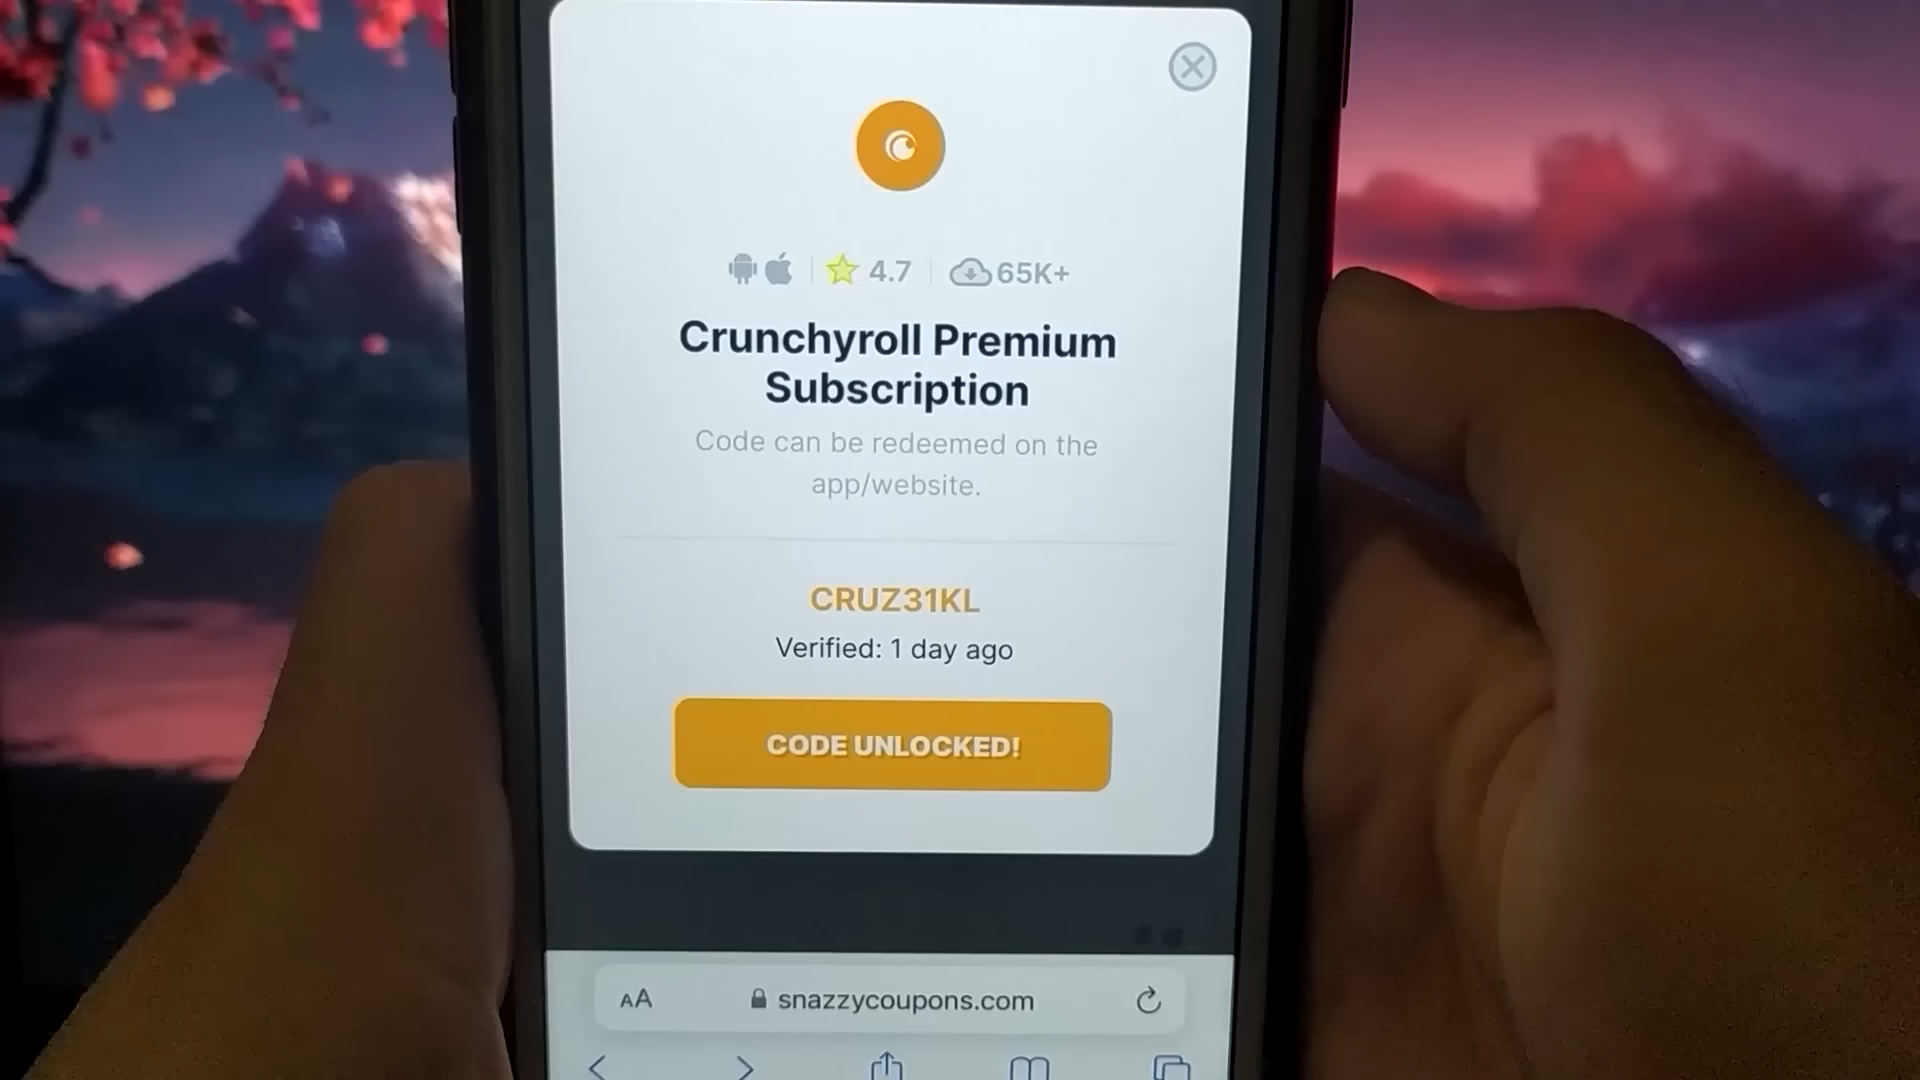 4.7
65K+
Crunchyroll Premium
Subscription
Code can be redeemed on the
app/website.
CRUZ31KL
Verified: 1 day ago
CODE UNLOCKED!
AA
snazzycoupons.com